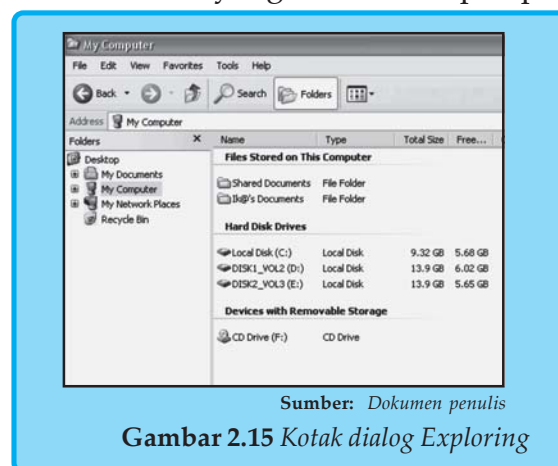 My Computer
File Edit View Favorites Tools Help
Back Search Folders
Address My Computer
Folders × Name Type Total Size Free...
Desktop
My Documents
My Computer
My Network Places
Recycle Bin
Files Stored on This Computer
Shared Documents File Folder
Ik@'s Documents File Folder
Hard Disk Drives
Local Disk (C:) Local Disk 9.32 GB 5.68 GB
DISK1_VOL2 (D:) Local Disk 13.9 GB 6.02 GB
DISK2_VOL3 (E:) Local Disk 13.9 GB 5.65 GB
Devices with Removable Storage
CD Drive (F:) CD Drive
Sumber: Dokumen penulis
Gambar 2.15 Kotak dialog Exploring